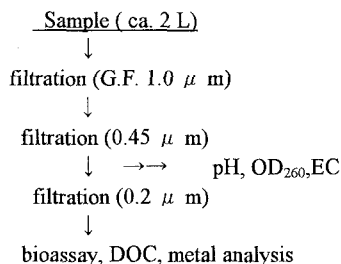 Sample ( ca. 2 L)
↓
filtration (G.F. 1.0 μ m)
↓
filtration (0.45 μ m)
↓ →→ pH, OD260,EC
filtration (0.2 μ m)
↓
bioassay, DOC, metal analysis